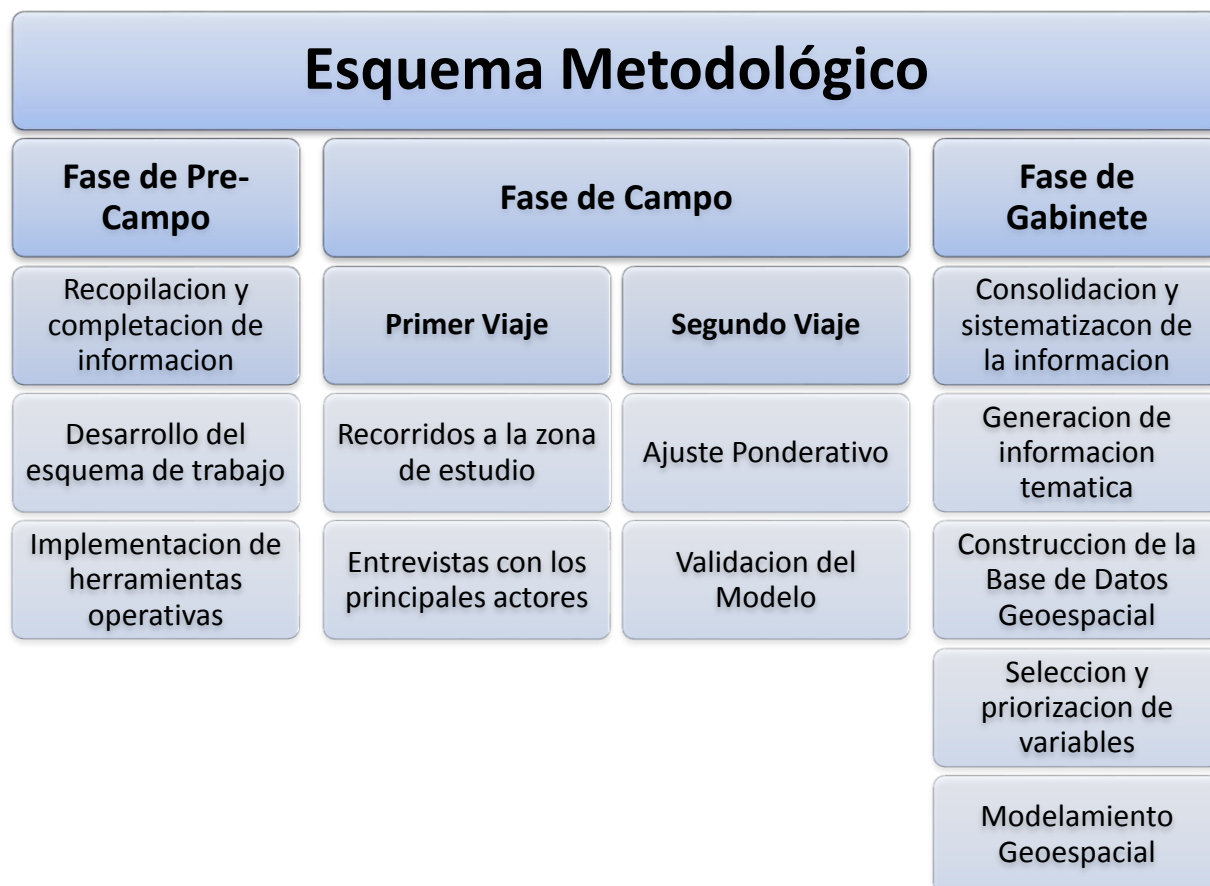 Esquema Metodológico
Fase de Pre-
Campo
Recopilacion y
completacion de
informacion
Desarrollo del
esquema de trabajo
Implementacion de
herramientas
operativas
Fase de Campo
Primer Viaje
Recorridos a la zona
de estudio
Entrevistas con los
principales actores
Segundo Viaje
Ajuste Ponderativo
Validacion del
Modelo
Fase de
Gabinete
Consolidacion y
sistematizacon de
la informacion
Generacion de
informacion
tematica
Construccion de la
Base de Datos
Geoespacial
Seleccion y
priorizacion de
variables
Modelamiento
Geoespacial